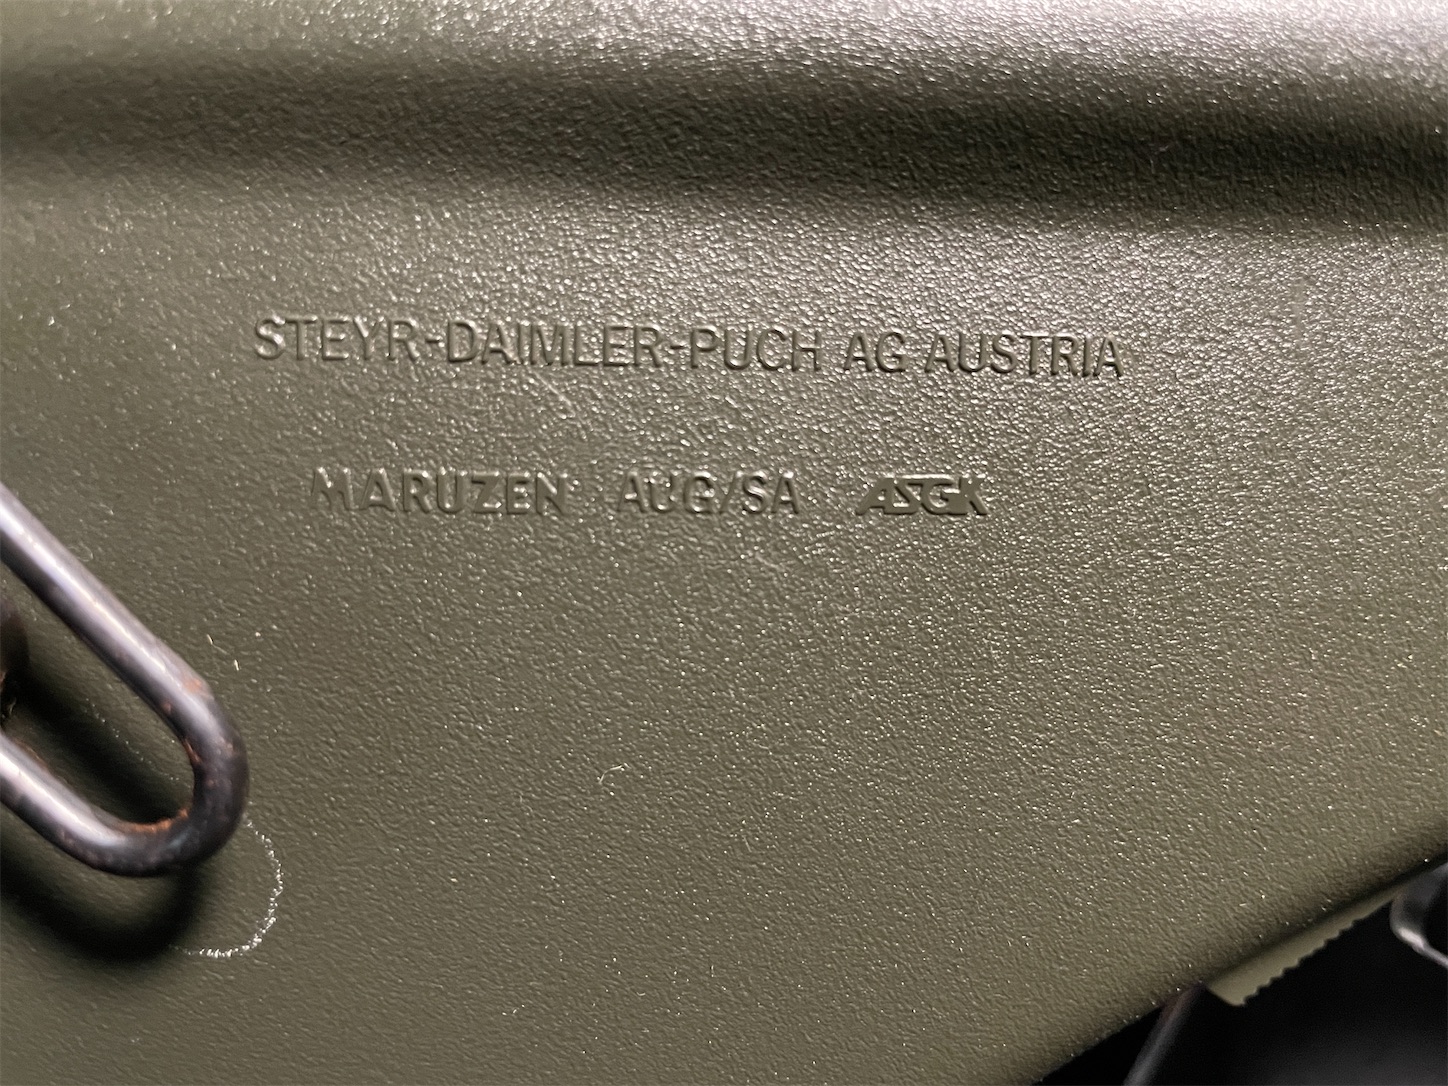 STEYR-DAIMLER-PUCH AG AUSTRIA
MARUZEN AUG/SA ASGK